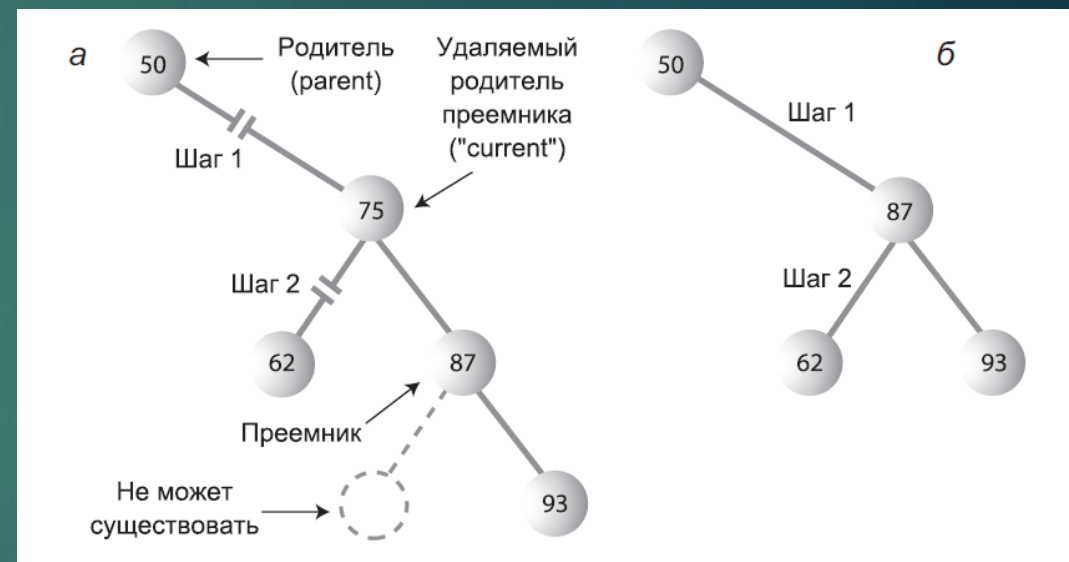 а
50
Родитель
(parent)
Удаляемый
родитель
преемника
("current")
Шаг 1
75
Шаг 2
62
87
Преемник
Не может
существовать
93
б
50
Шаг 1
87
Шаг 2
62
93